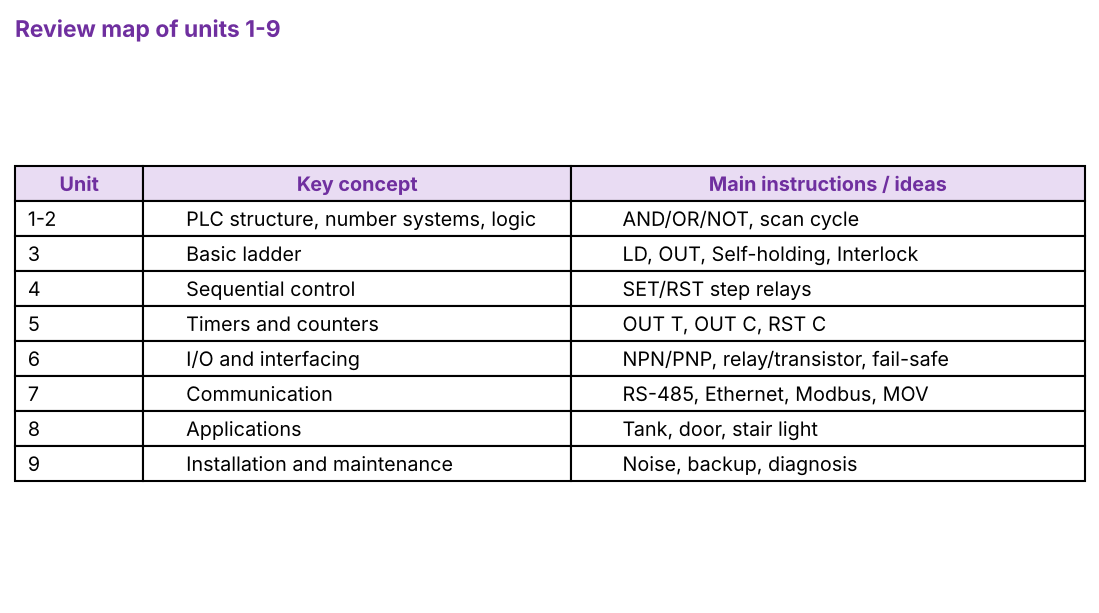 Review map of units 1-9
Unit Key concept Main instructions / ideas
1-2 PLC structure, number systems, logic AND/OR/NOT, scan cycle
3 Basic ladder LD, OUT, Self-holding, Interlock
4 Sequential control SET/RST step relays
5 Timers and counters OUT T, OUT C, RST C
6 I/O and interfacing NPN/PNP, relay/transistor, fail-safe
7 Communication RS-485, Ethernet, Modbus, MOV
8 Applications Tank, door, stair light
9 Installation and maintenance Noise, backup, diagnosis